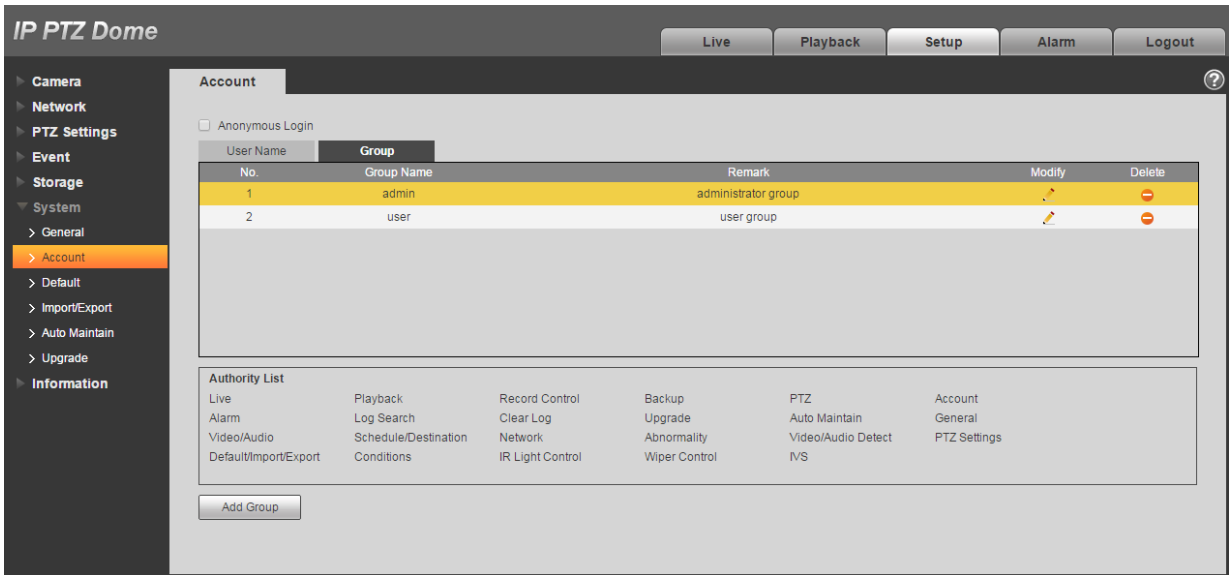 IP PTZ Dome
Live Playback Setup Alarm Logout
Camera
Network
PTZ Settings
Event
Storage
System
General
Account
Default
Import/Export
Auto Maintain
Upgrade
Information
Account ?
Anonymous Login
User Name Group
No. Group Name Remark Modify Delete
1 admin administrator group
2 user user group
Authority List
Live Playback Record Control Backup PTZ Account
Alarm Log Search Clear Log Upgrade Auto Maintain General
Video/Audio Schedule/Destination Network Abnormality Video/Audio Detect PTZ Settings
Default/Import/Export Conditions IR Light Control Wiper Control IVS
Add Group